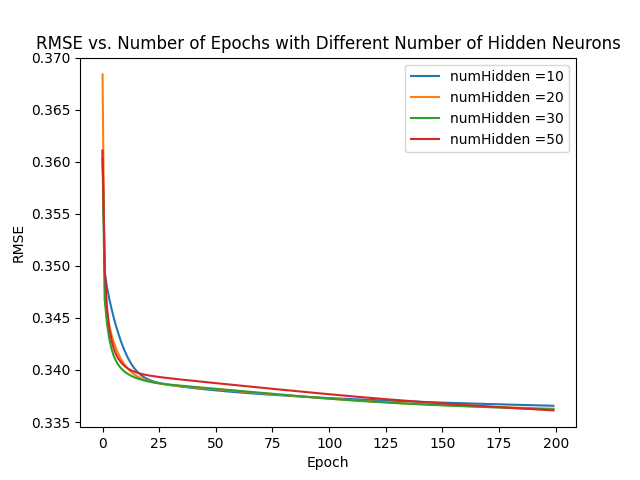 RMSE vs. Number of Epochs with Different Number of Hidden Neurons
0.370
0.365
0.360
0.355
0.350
0.345
0.340
0.335
RMSE
numHidden =10
numHidden =20
numHidden =30
numHidden =50
0 25 50 75 100 125 150 175 200
Epoch